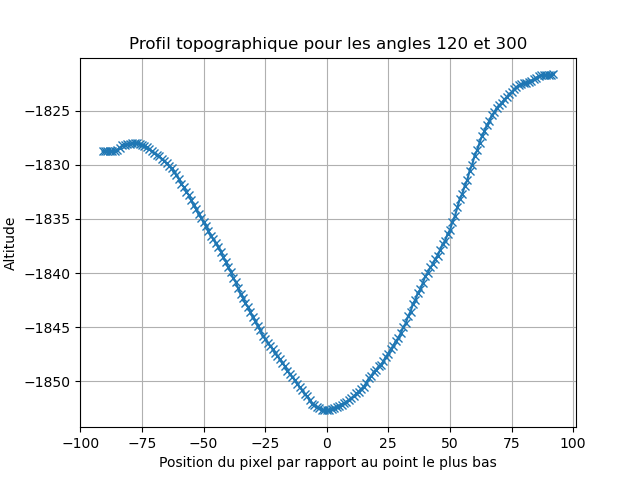 Profil topographique pour les angles 120 et 300
Altitude
−1825
−1830
−1835
−1840
−1845
−1850
−100 −75 −50 −25 0 25 50 75 100
Position du pixel par rapport au point le plus bas